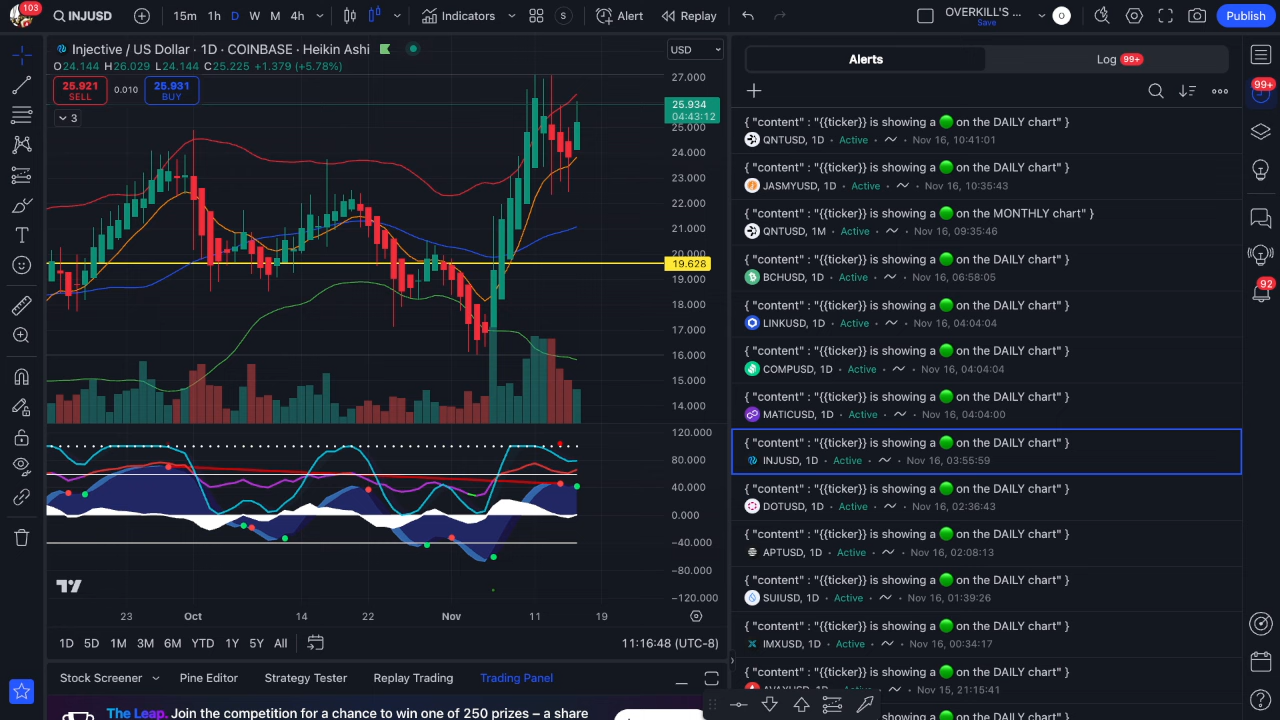 103
INJUSD
15m 1h D W M 4h
Indicators
S
Alert
Replay
OVERKILL'S ...
Save
O
Publish
Injective / US Dollar · 1D · COINBASE · Heikin Ashi
O24.144 H26.029 L24.144 C25.225 +1.379 (+5.78%)
25.921
SELL
0.010
25.931
BUY
3
USD
27.000
25.934
04:43:12
25.000
24.000
23.000
22.000
21.000
20.000
19.628
19.000
18.000
17.000
16.000
15.000
14.000
120.000
80.000
40.000
0.000
−40.000
−80.000
−120.000
23 Oct 14 22 Nov 11 19
1D 5D 1M 3M 6M YTD 1Y 5Y All
11:16:48 (UTC-8)
Stock Screener
Pine Editor
Strategy Tester
Replay Trading
Trading Panel
The Leap. Join the competition for a chance to win one of 250 prizes – a share
Alerts
Log 99+
{ "content" : "{{ticker}} is showing a 🟢 on the DAILY chart" }
QNTUSD, 1D · Active · Nov 16, 10:41:01
{ "content" : "{{ticker}} is showing a 🟢 on the DAILY chart" }
JASMYUSD, 1D · Active · Nov 16, 10:35:43
{ "content" : "{{ticker}} is showing a 🟢 on the MONTHLY chart" }
QNTUSD, 1M · Active · Nov 16, 09:35:46
{ "content" : "{{ticker}} is showing a 🟢 on the DAILY chart" }
BCHUSD, 1D · Active · Nov 16, 06:58:05
{ "content" : "{{ticker}} is showing a 🟢 on the DAILY chart" }
LINKUSD, 1D · Active · Nov 16, 04:04:04
{ "content" : "{{ticker}} is showing a 🟢 on the DAILY chart" }
COMPUSD, 1D · Active · Nov 16, 04:04:04
{ "content" : "{{ticker}} is showing a 🟢 on the DAILY chart" }
MATICUSD, 1D · Active · Nov 16, 04:04:00
{ "content" : "{{ticker}} is showing a 🟢 on the DAILY chart" }
INJUSD, 1D · Active · Nov 16, 03:55:59
{ "content" : "{{ticker}} is showing a 🟢 on the DAILY chart" }
DOTUSD, 1D · Active · Nov 16, 02:36:43
{ "content" : "{{ticker}} is showing a 🟢 on the DAILY chart" }
APTUSD, 1D · Active · Nov 16, 02:08:13
{ "content" : "{{ticker}} is showing a 🟢 on the DAILY chart" }
SUIUSD, 1D · Active · Nov 16, 01:39:26
{ "content" : "{{ticker}} is showing a 🟢 on the DAILY chart" }
IMXUSD, 1D · Active · Nov 16, 00:34:17
{ "content" : "{{ticker}} is showing a 🟢 on the DAILY chart" }
AVAXUSD, 1D · Active · Nov 15, 21:15:41
{ "content" : "{{ticker}} is showing a 🟢 on the DAILY chart" }
99+
92